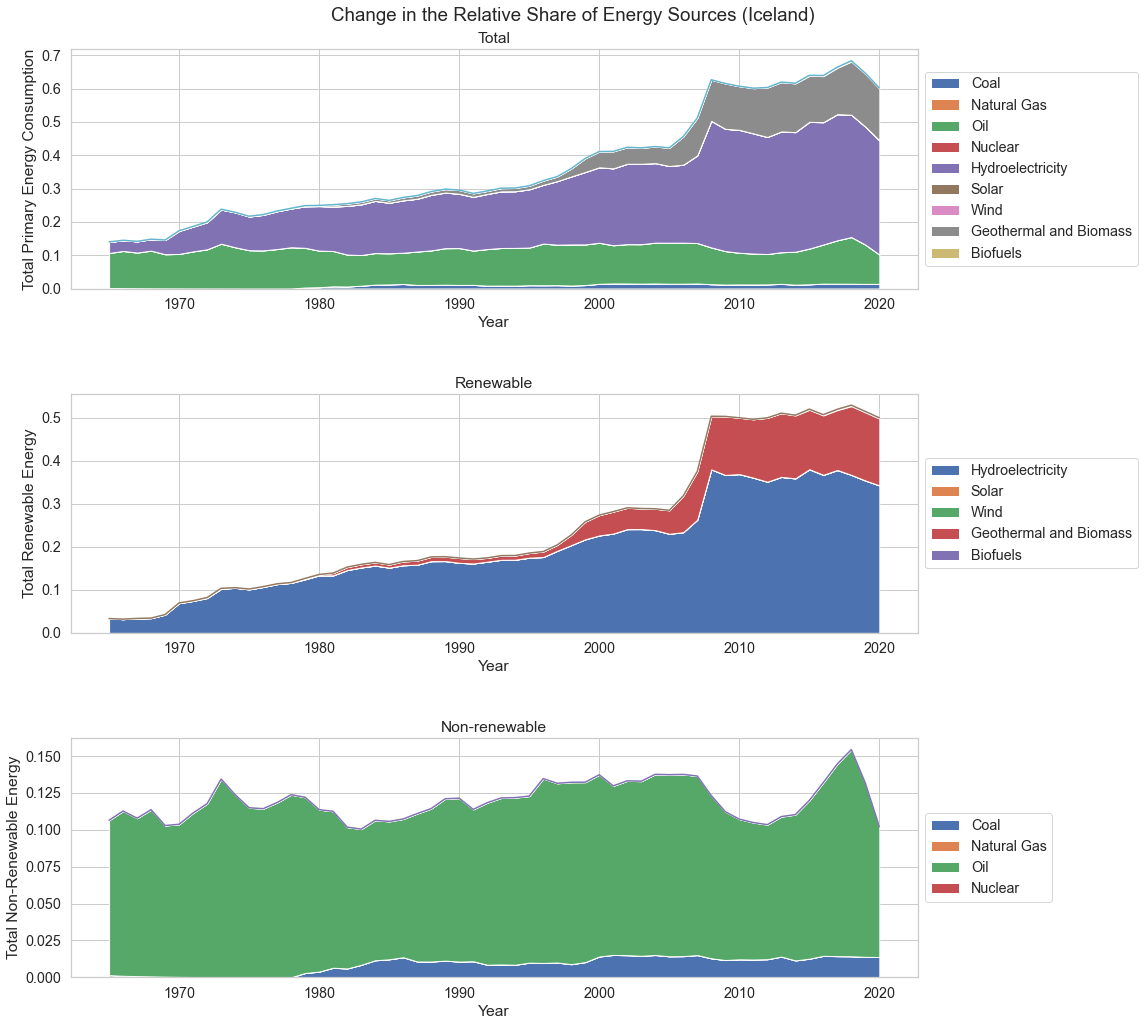 Change in the Relative Share of Energy Sources (Iceland)
Total
Total Primary Energy Consumption
0.7
0.6
0.5
0.4
0.3
0.2
0.1
0.0
1970 1980 1990 2000 2010 2020
Year
Coal
Natural Gas
Oil
Nuclear
Hydroelectricity
Solar
Wind
Geothermal and Biomass
Biofuels
Renewable
Total Renewable Energy
0.5
0.4
0.3
0.2
0.1
0.0
1970 1980 1990 2000 2010 2020
Year
Hydroelectricity
Solar
Wind
Geothermal and Biomass
Biofuels
Non-renewable
Total Non-Renewable Energy
0.150
0.125
0.100
0.075
0.050
0.025
0.000
1970 1980 1990 2000 2010 2020
Year
Coal
Natural Gas
Oil
Nuclear